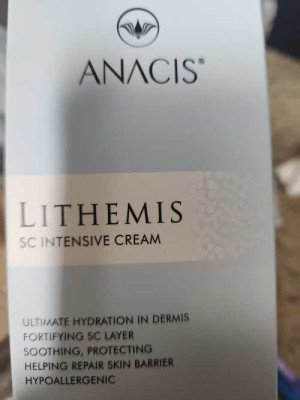 ANACIS®
LITHEMIS
SC INTENSIVE CREAM
ULTIMATE HYDRATION IN DERMIS
FORTIFYING SC LAYER
SOOTHING, PROTECTING
HELPING REPAIR SKIN BARRIER
HYPOALLERGENIC